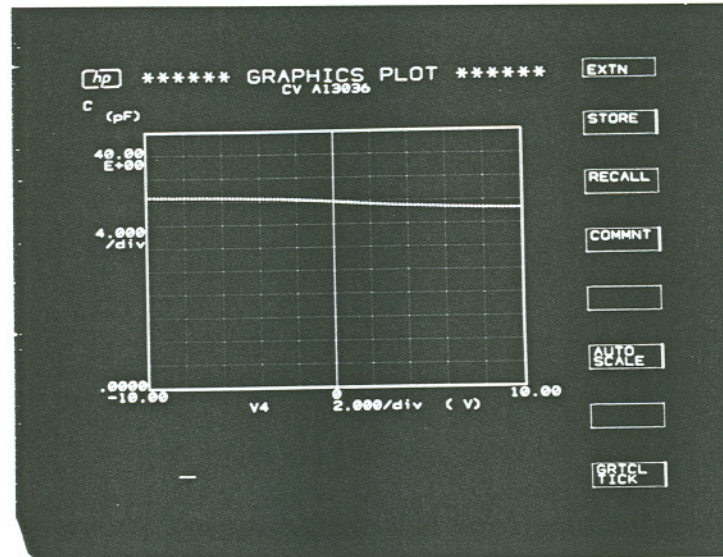 hp ****** GRAPHICS PLOT ******
CV A13036
C
(pF)
40.00
E+00
4.000
/div
.0000
-10.00
0
10.00
V4
2.000/div ( V)
EXTN
STORE
RECALL
COMMNT
AUTO
SCALE
GRTCL
TICK